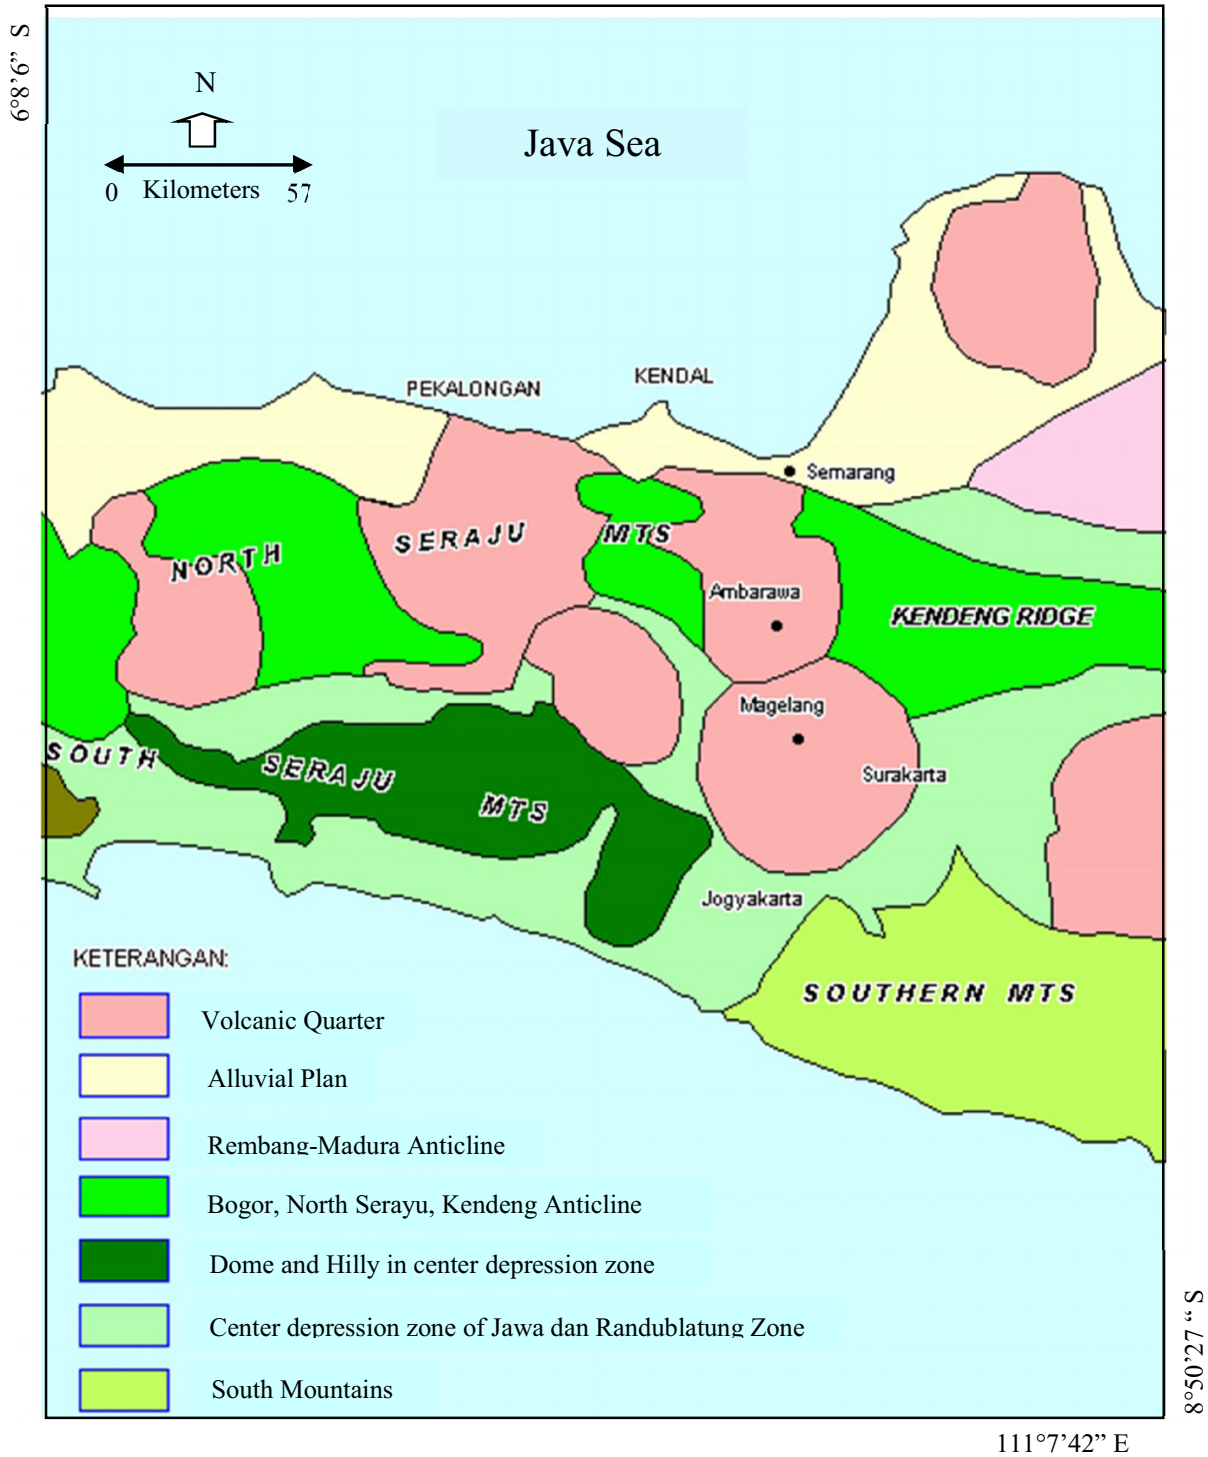 6°8’6” S
N
0 Kilometers 57
Java Sea
PEKALONGAN
KENDAL
Semarang
NORTH SERAJU MTS
Ambarawa
KENDENG RIDGE
Magelang
Surakarta
SOUTH SERAJU MTS
Jogyakarta
SOUTHERN MTS
KETERANGAN:
Volcanic Quarter
Alluvial Plan
Rembang-Madura Anticline
Bogor, North Serayu, Kendeng Anticline
Dome and Hilly in center depression zone
Center depression zone of Jawa dan Randublatung Zone
South Mountains
8°50’27 ” S
111°7’42” E